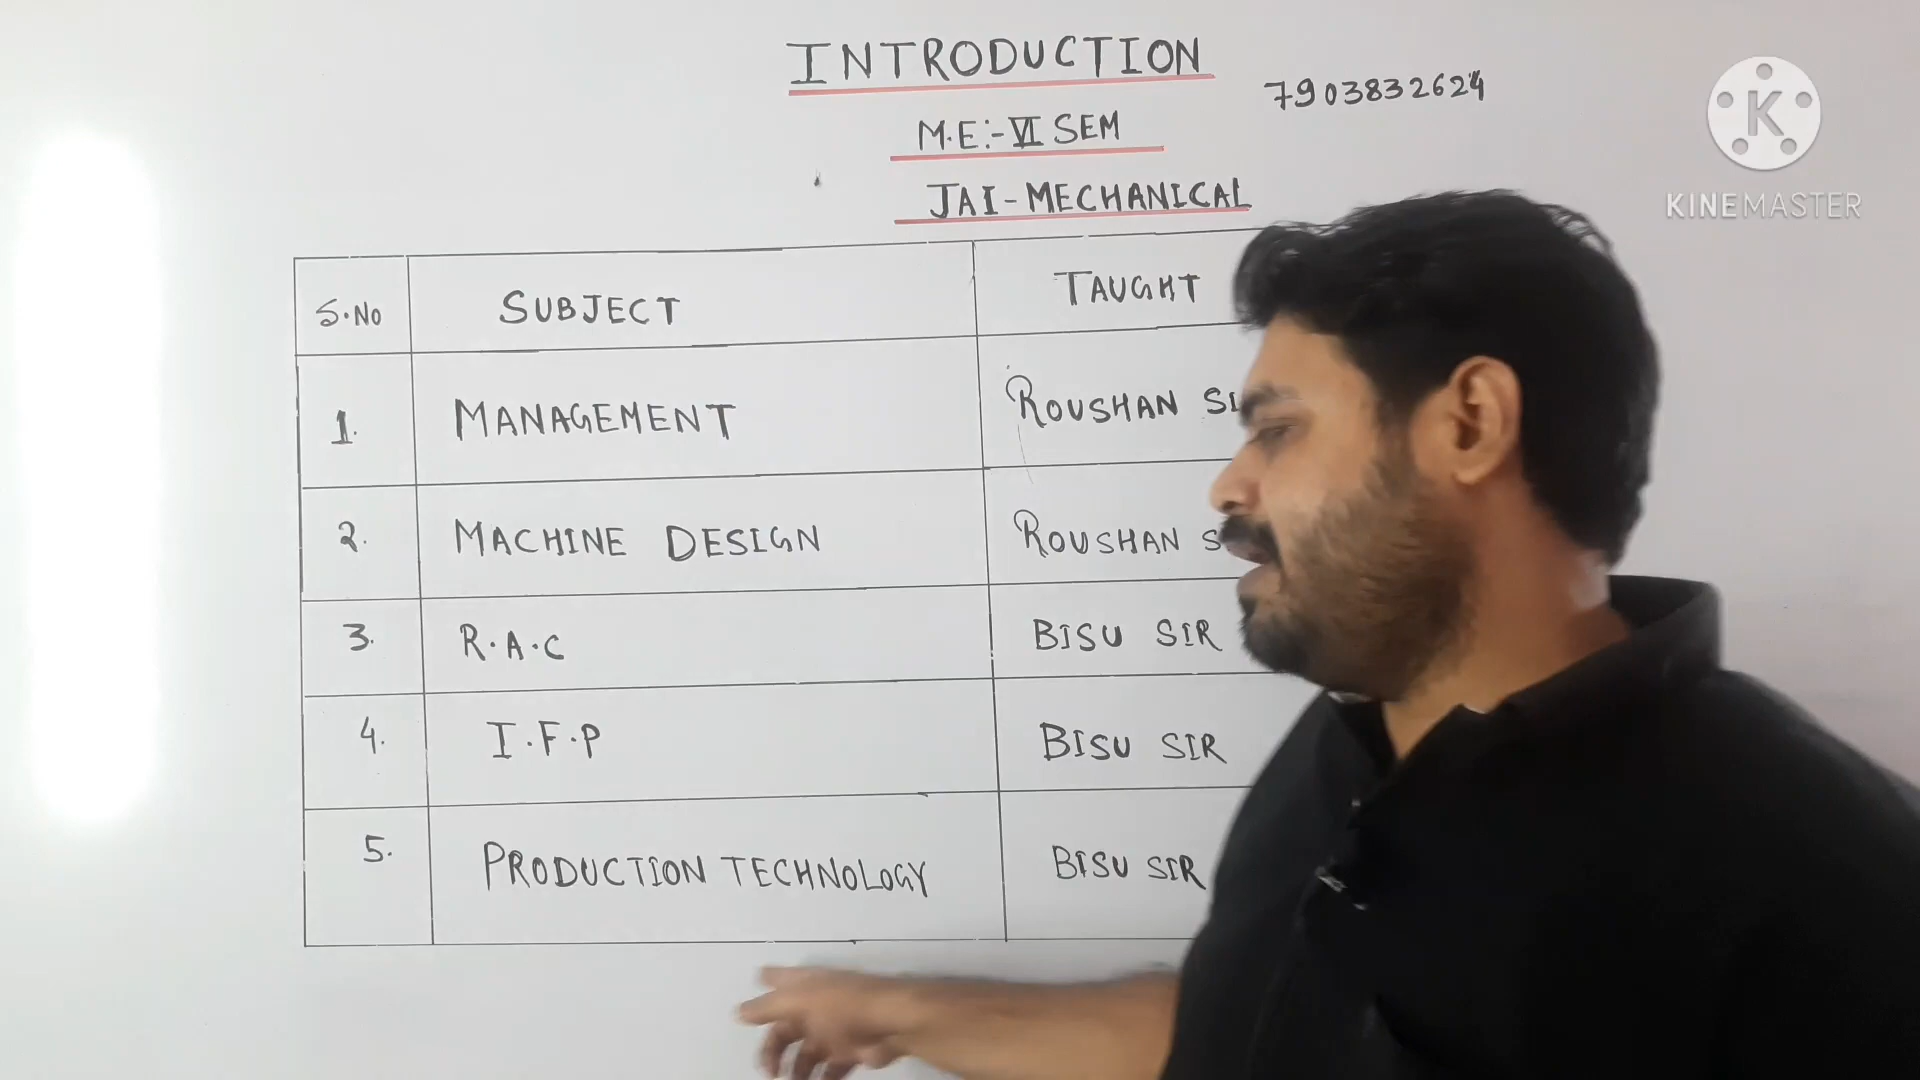 INTRODUCTION
7903832624
M.E:-VI SEM
JAI-MECHANICAL
S.NO SUBJECT TAUGHT
1. MANAGEMENT ROUSHAN
2. MACHINE DESIGN ROUSHAN
3. R.A.C BISU SIR
4. I.F.P BISU SIR
5. PRODUCTION TECHNOLOGY BISU SIR
K
KINEMASTER